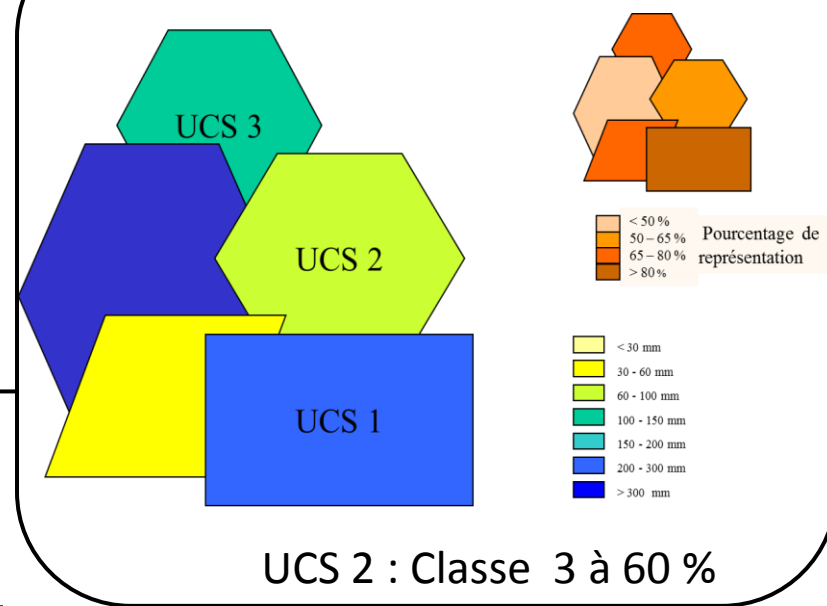 UCS 3
UCS 2
UCS 1
< 50 %
50 – 65 %
65 – 80 %
> 80 %
Pourcentage de
représentation
< 30 mm
30 - 60 mm
60 - 100 mm
100 - 150 mm
150 - 200 mm
200 - 300 mm
> 300 mm
UCS 2 : Classe 3 à 60 %